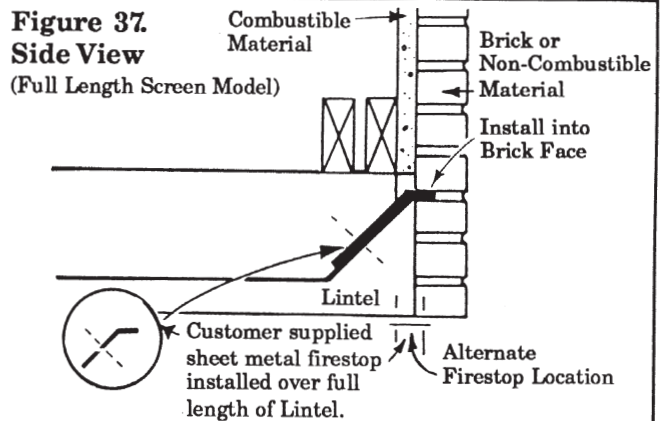 Figure 37.
Side View
(Full Length Screen Model)
Combustible
Material
Brick or
Non-Combustible
Material
Install into
Brick Face
Lintel
Customer supplied
sheet metal firestop
installed over full
length of Lintel.
Alternate
Firestop Location